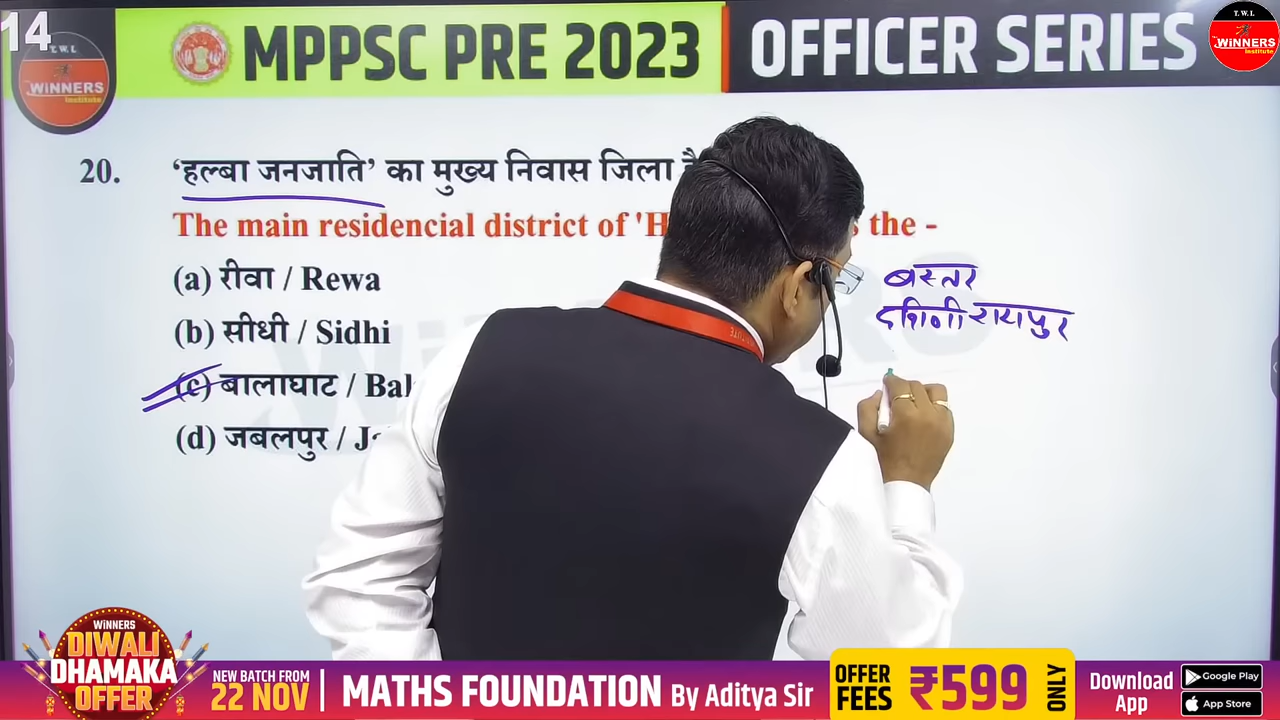 14
T. W. I.
WiNNERS
Institute
MPPSC PRE 2023
OFFICER SERIES
T. W. I.
WiNNERS
Institute
20. 'हल्बा जनजाति' का मुख्य निवास जिला
The main residencial district of 'H the -
(a) रीवा / Rewa
(b) सीधी / Sidhi
(c) बालाघाट / Bal
(d) जबलपुर / Ja
बस्तर
रायपुर
WiNNERS
DIWALI
DHAMAKA
OFFER
NEW BATCH FROM
22 NOV
MATHS FOUNDATION By Aditya Sir
OFFER
FEES
₹599
ONLY
Download
App
Google Play
App Store